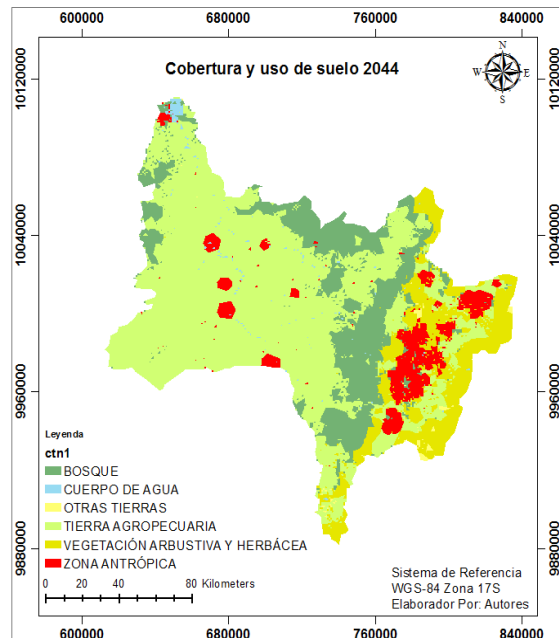 600000 680000 760000 840000
Cobertura y uso de suelo 2044
N
W E
S
10120000 10120000
10040000 10040000
9960000 9960000
9880000 9880000
Leyenda
ctn1
BOSQUE
CUERPO DE AGUA
OTRAS TIERRAS
TIERRA AGROPECUARIA
VEGETACIÓN ARBUSTIVA Y HERBÁCEA
ZONA ANTRÓPICA
0 20 40 60 80 Kilometers
Sistema de Referencia
WGS-84 Zona 17S
Elaborador Por: Autores
600000 680000 760000 840000